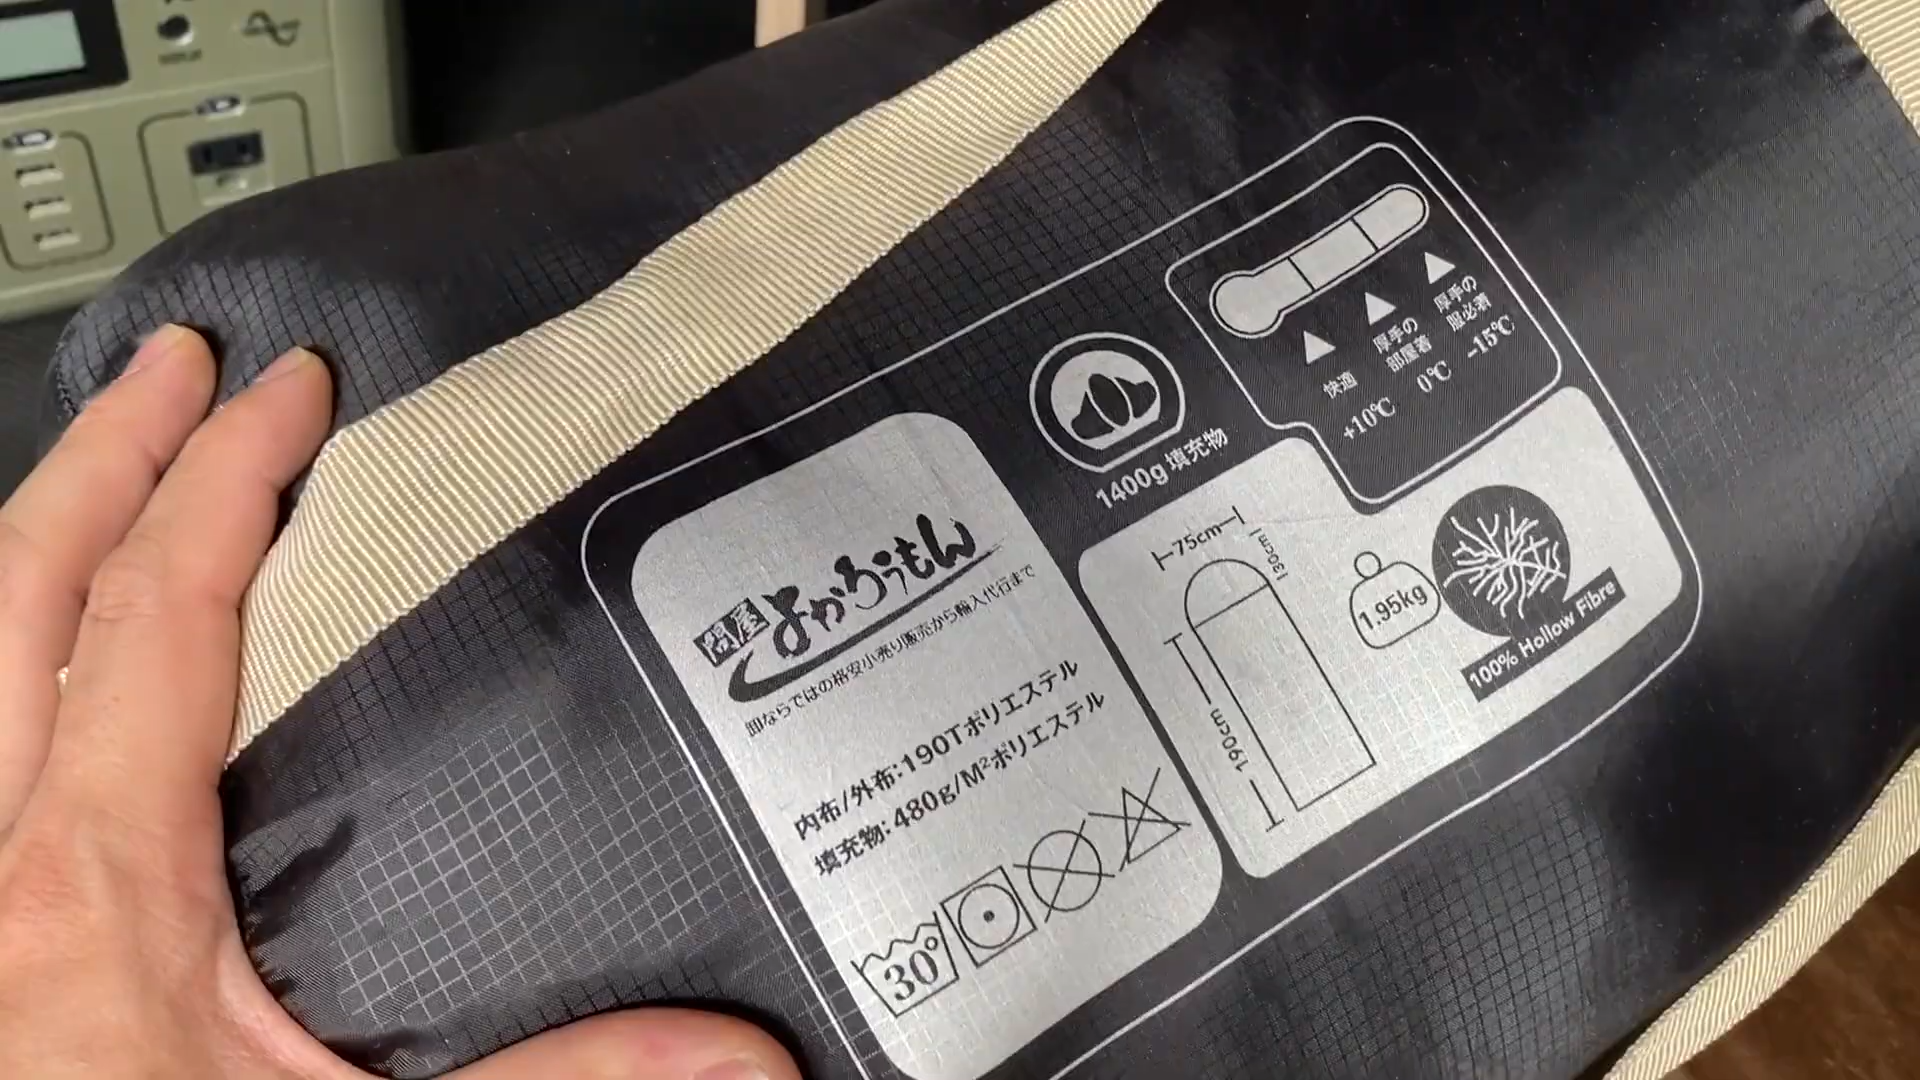 問屋 よかろうもん
卸ならではの格安小売り販売から輸入代行まで
内布/外布:190Tポリエステル
填充物:480g/M²ポリエステル
30°
1400g 填充物
快適
+10℃
厚手の
部屋着
0℃
厚手の
服必着
-15℃
75cm
30cm
190cm
1.95kg
100% Hollow Fibre